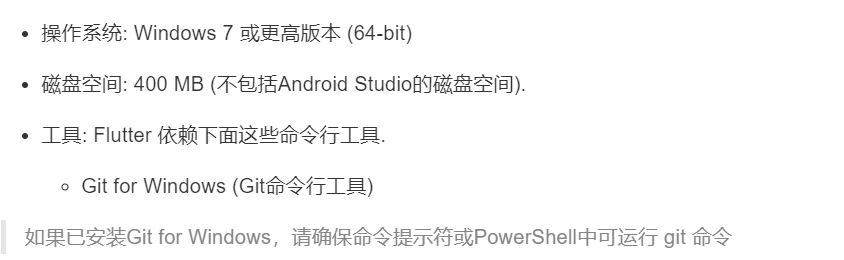 操作系统: Windows 7 或更高版本 (64-bit)
磁盘空间: 400 MB (不包括Android Studio的磁盘空间).
工具: Flutter 依赖下面这些命令行工具.
Git for Windows (Git命令行工具)
如果已安装Git for Windows，请确保命令提示符或PowerShell中可运行 git 命令